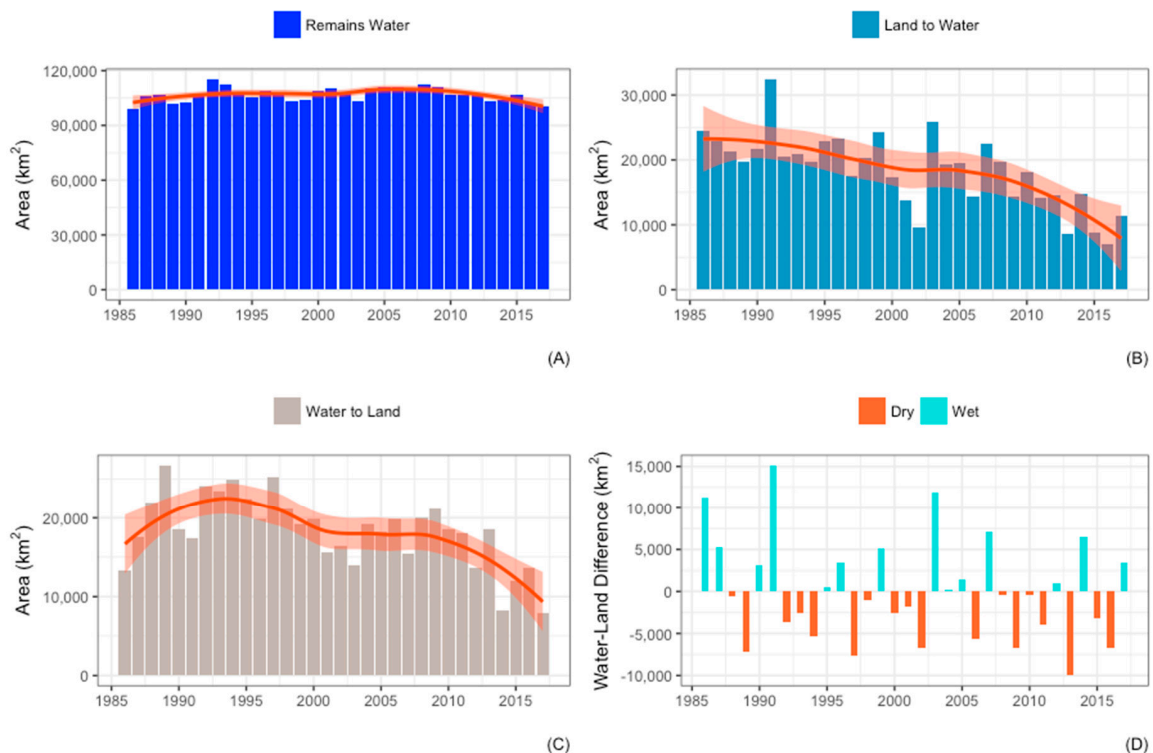 Remains Water
Area (km²)
120,000
90,000
60,000
30,000
0
1985 1990 1995 2000 2005 2010 2015
(A)
Land to Water
Area (km²)
30,000
20,000
10,000
0
1985 1990 1995 2000 2005 2010 2015
(B)
Water to Land
Area (km²)
20,000
10,000
0
1985 1990 1995 2000 2005 2010 2015
(C)
Dry Wet
Water-Land Difference (km²)
15,000
10,000
5,000
0
-5,000
-10,000
1985 1990 1995 2000 2005 2010 2015
(D)